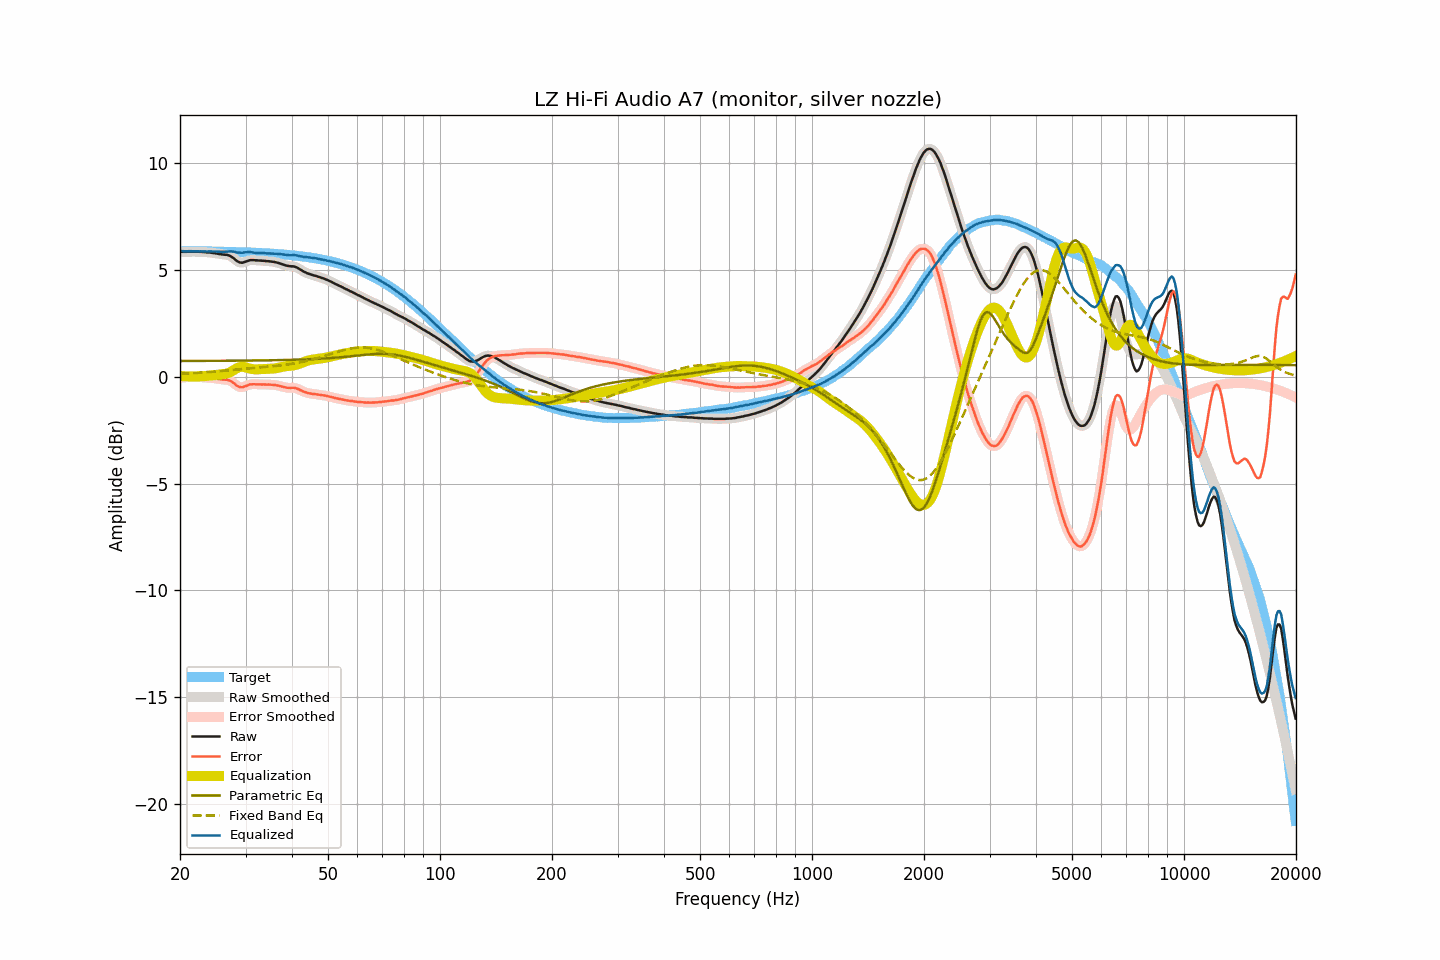 LZ Hi-Fi Audio A7 (monitor, silver nozzle)
10
5
0
−5
−10
−15
−20
Amplitude (dBr)
Target
Raw Smoothed
Error Smoothed
Raw
Error
Equalization
Parametric Eq
Fixed Band Eq
Equalized
20 50 100 200 500 1000 2000 5000 10000 20000
Frequency (Hz)